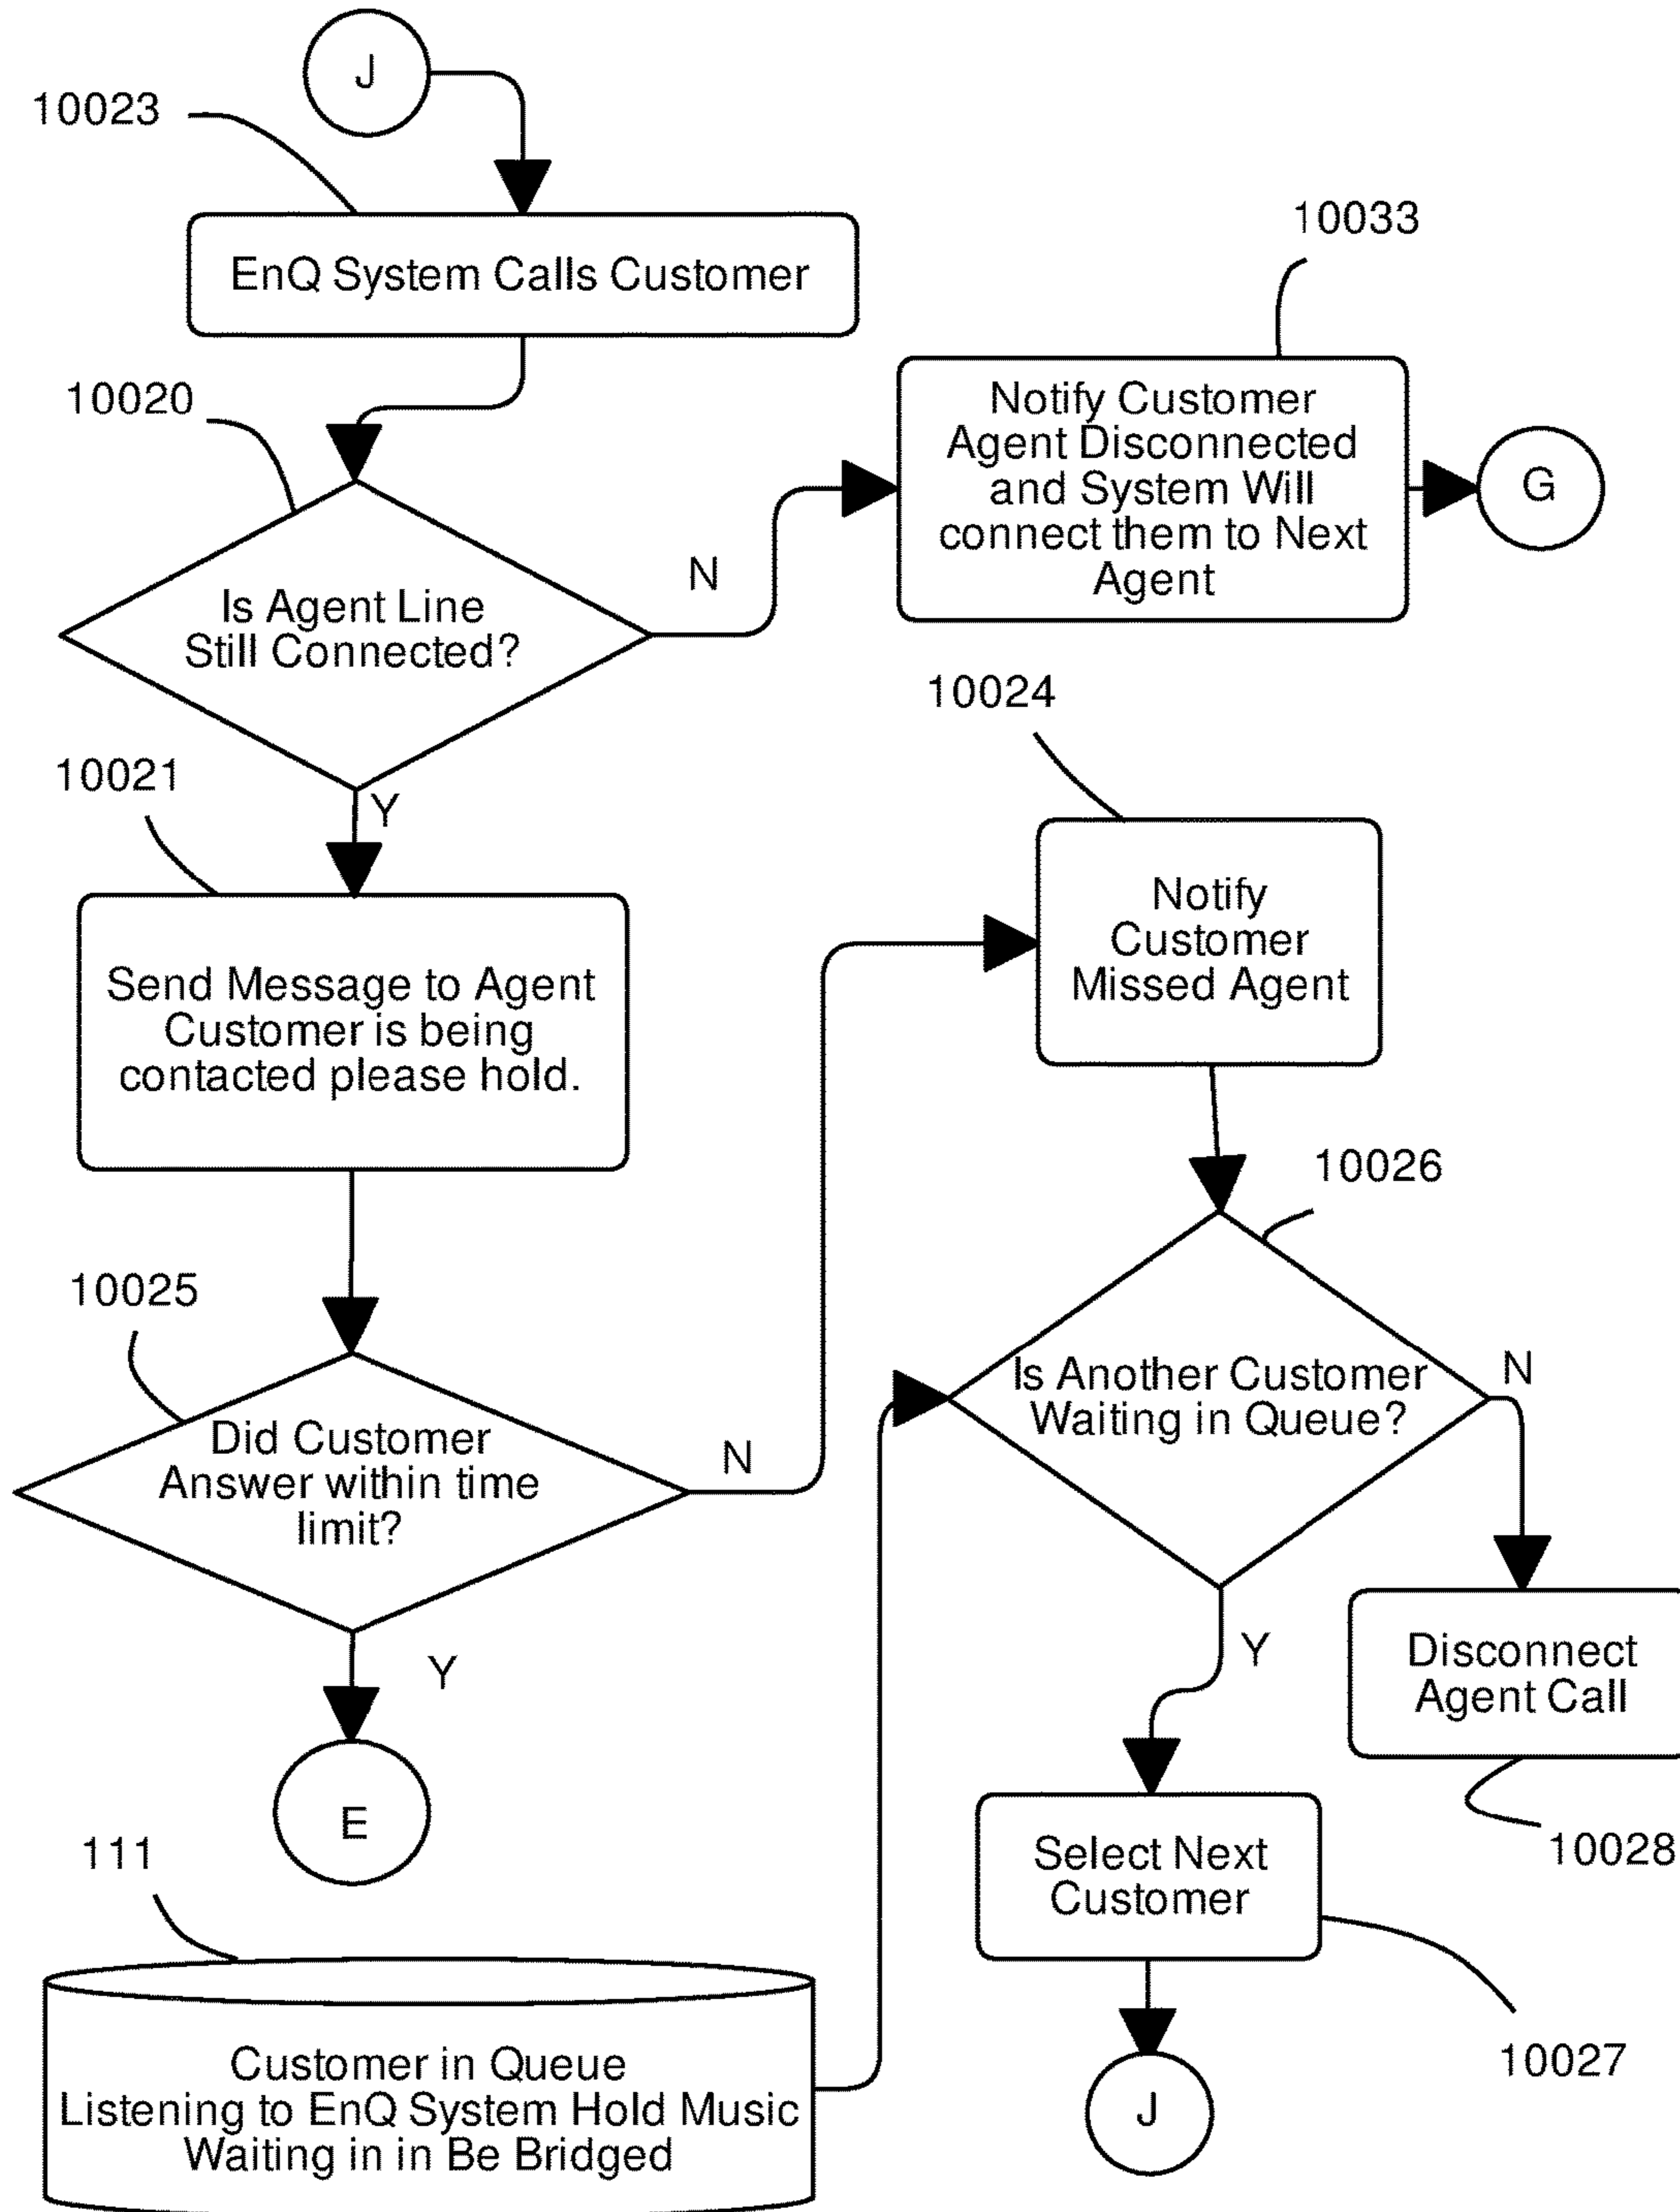 J
10023
EnQ System Calls Customer
10033
10020
Notify Customer
Agent Disconnected
and System Will
connect them to Next
Agent
G
Is Agent Line
Still Connected?
N
10024
10021
Y
Notify
Customer
Missed Agent
Send Message to Agent
Customer is being
contacted please hold.
10026
10025
Is Another Customer
Waiting in Queue?
N
Did Customer
Answer within time
limit?
N
Y
Y
Disconnect
Agent Call
E
10028
111
Select Next
Customer
10027
Customer in Queue
Listening to EnQ System Hold Music
Waiting in in Be Bridged
J